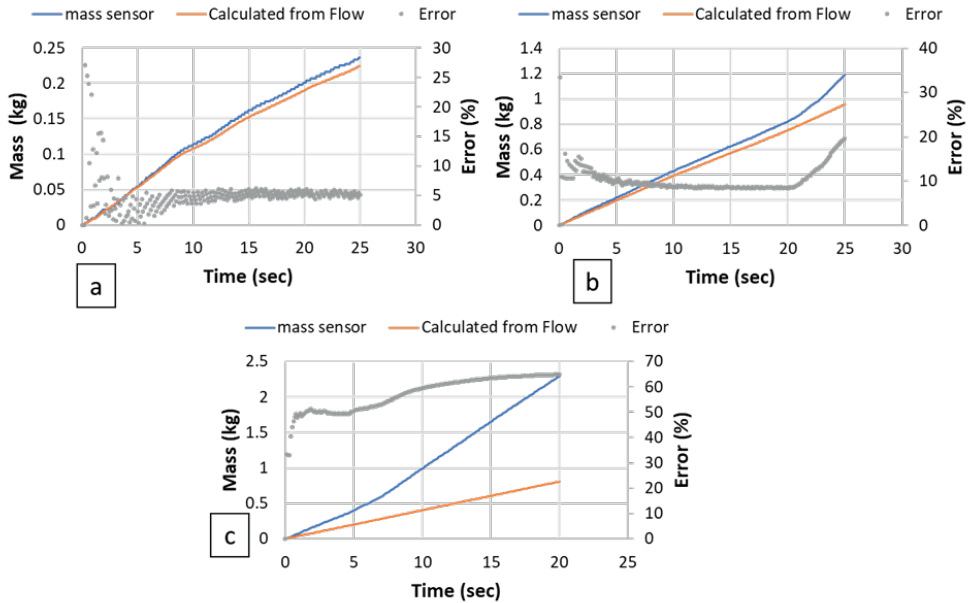 mass sensor Calculated from Flow Error
0.25
0.2
0.15
0.1
0.05
0
30
25
20
15
10
5
0
0 5 10 15 20 25 30
Mass (kg)
Error (%)
Time (sec)
a
mass sensor Calculated from Flow Error
1.4
1.2
1
0.8
0.6
0.4
0.2
0
40
30
20
10
0
0 5 10 15 20 25 30
Mass (kg)
Error (%)
Time (sec)
b
mass sensor Calculated from Flow Error
2.5
2
1.5
1
0.5
0
70
60
50
40
30
20
10
0
0 5 10 15 20 25
Mass (kg)
Error (%)
Time (sec)
c